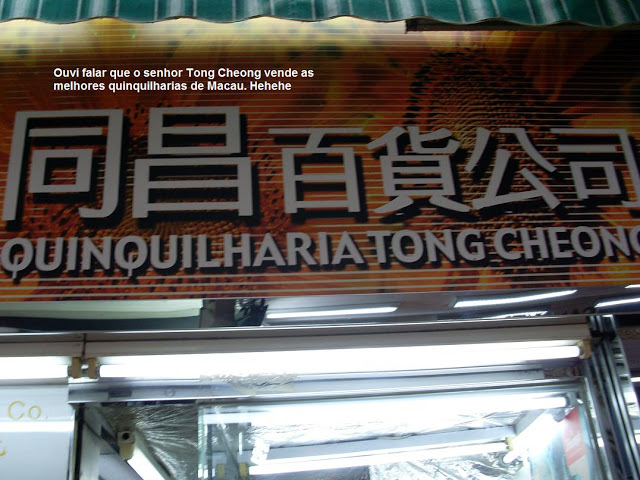 Ouvi falar que o senhor Tong Cheong vende as
melhores quinquilharias de Macau. Hehehe
同昌百貨公司
QUINQUILHARIA TONG CHEONG
Co.